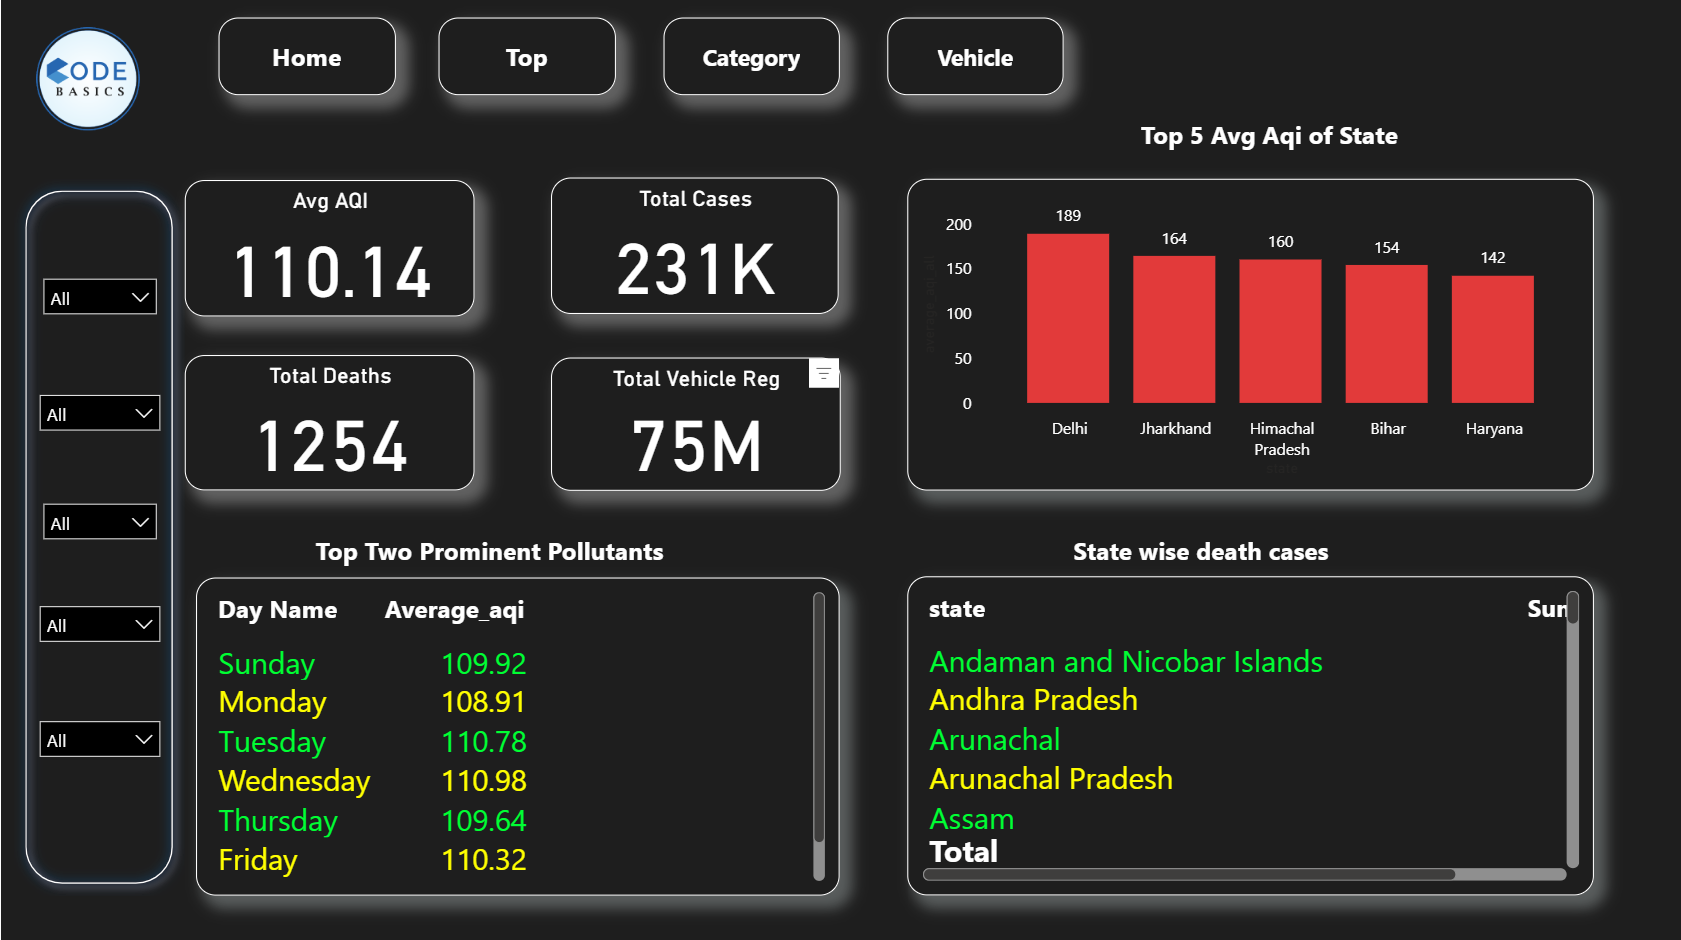 CODE
BASICS
Home
Top
Category
Vehicle
Top 5 Avg Aqi of State
Avg AQI
110.14
Total Cases
231K
Total Deaths
1254
Total Vehicle Reg
75M
200
150
100
50
0
189
164
160
154
142
Delhi
Jharkhand
Himachal
Pradesh
Bihar
Haryana
state
All
All
All
All
All
Top Two Prominent Pollutants
Day Name Average_aqi
Sunday 109.92
Monday 108.91
Tuesday 110.78
Wednesday 110.98
Thursday 109.64
Friday 110.32
State wise death cases
state Sum
Andaman and Nicobar Islands
Andhra Pradesh
Arunachal
Arunachal Pradesh
Assam
Total